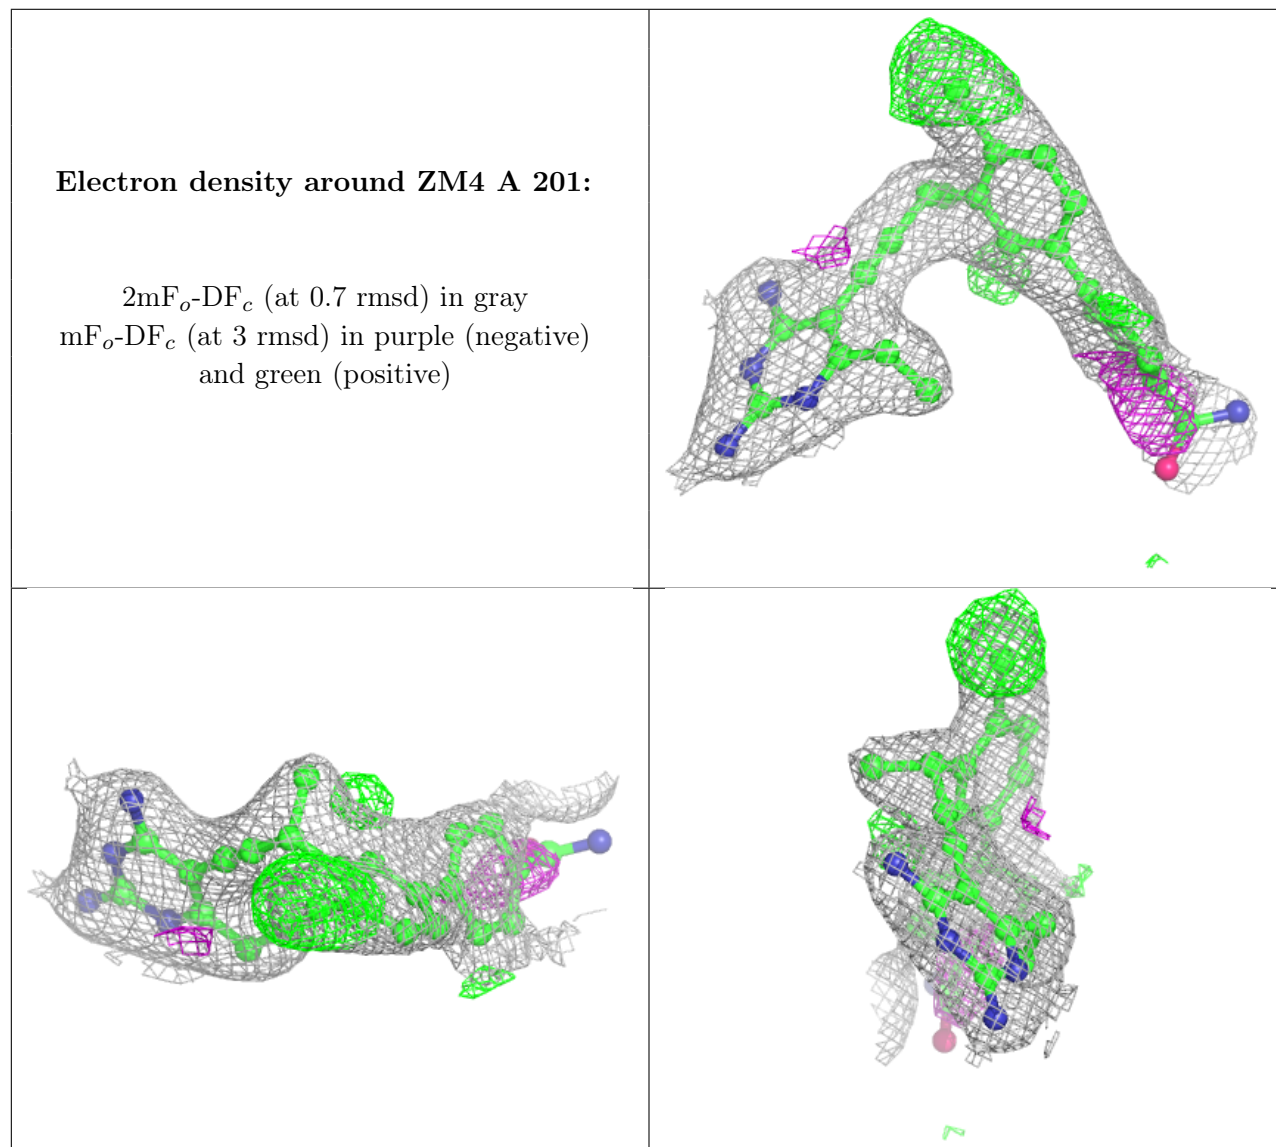 Electron density around ZM4 A 201:
2mFo-DFc (at 0.7 rmsd) in gray
mFo-DFc (at 3 rmsd) in purple (negative)
and green (positive)